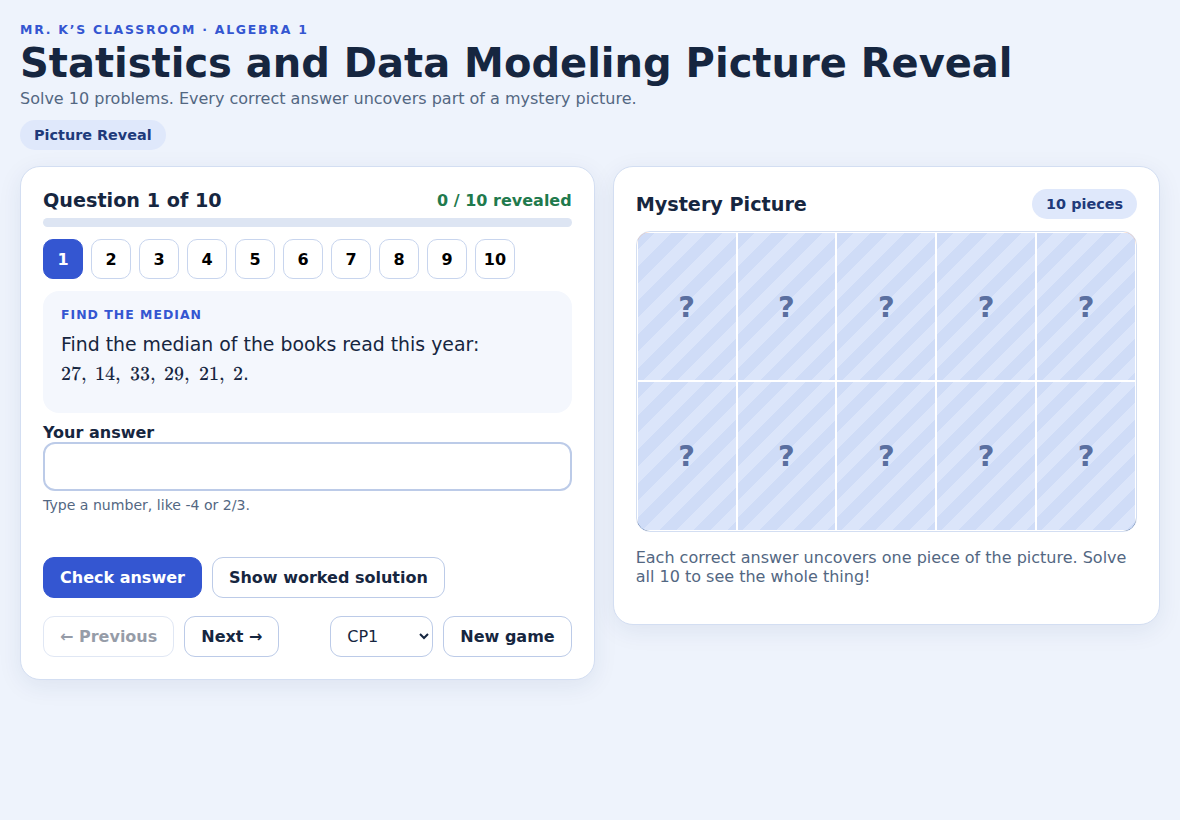 MR. K’S CLASSROOM · ALGEBRA 1
Statistics and Data Modeling Picture Reveal
Solve 10 problems. Every correct answer uncovers part of a mystery picture.
Picture Reveal
Question 1 of 10
0 / 10 revealed
1 2 3 4 5 6 7 8 9 10
FIND THE MEDIAN
Find the median of the books read this year:
27, 14, 33, 29, 21, 2.
Your answer
Type a number, like -4 or 2/3.
Check answer
Show worked solution
← Previous
Next →
CP1
New game
Mystery Picture
10 pieces
? ? ? ? ?
? ? ? ? ?
Each correct answer uncovers one piece of the picture. Solve
all 10 to see the whole thing!